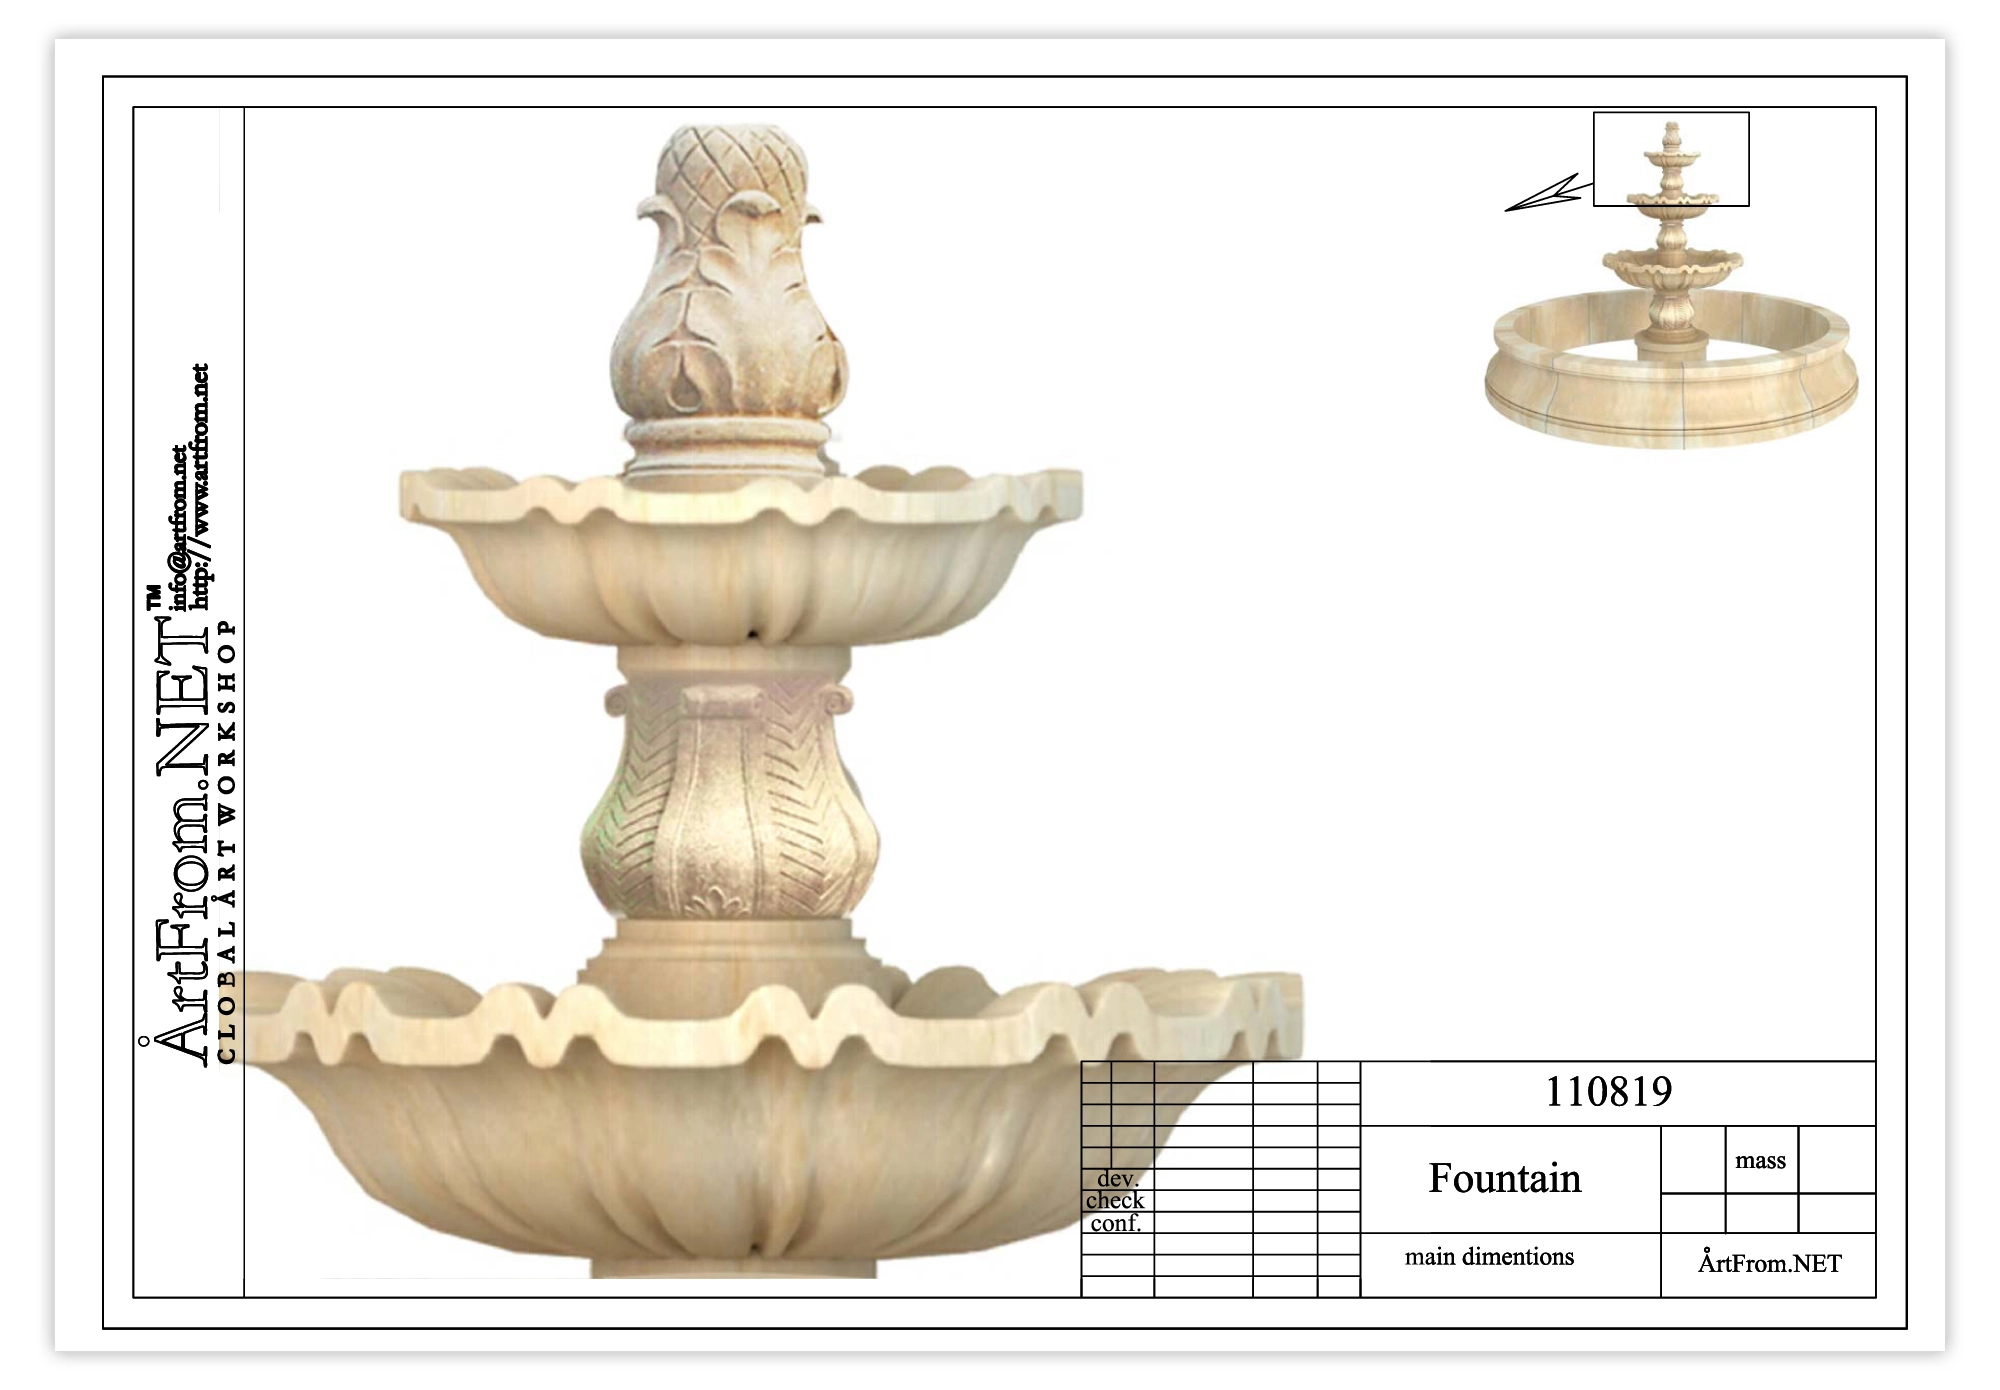 ÅrtFrom.NET™
info@artfrom.net
http://www.artfrom.net
GLOBAL ÅRT WORKSHOP
110819
dev.
check
conf.
Fountain
mass
main dimentions
ÅrtFrom.NET